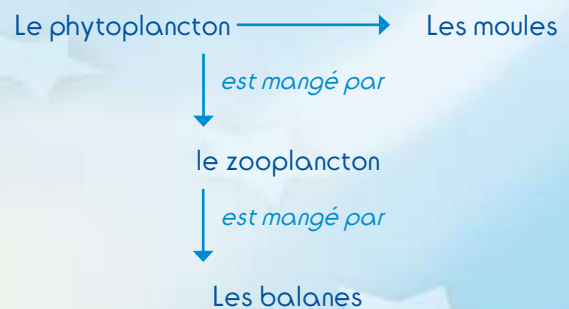 Le phytoplancton Les moules
est mangé par
le zooplancton
est mangé par
Les balanes